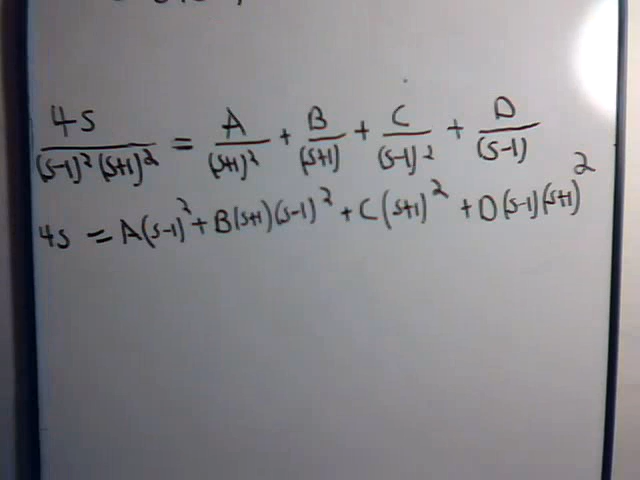 4s/((s-1)²(s+1)²) = A/(s+1)² + B/(s+1) + C/(s-1)² + D/(s-1)
4s = A(s-1)² + B(s+1)(s-1)² + C(s+1)² + D(s-1)(s+1)²